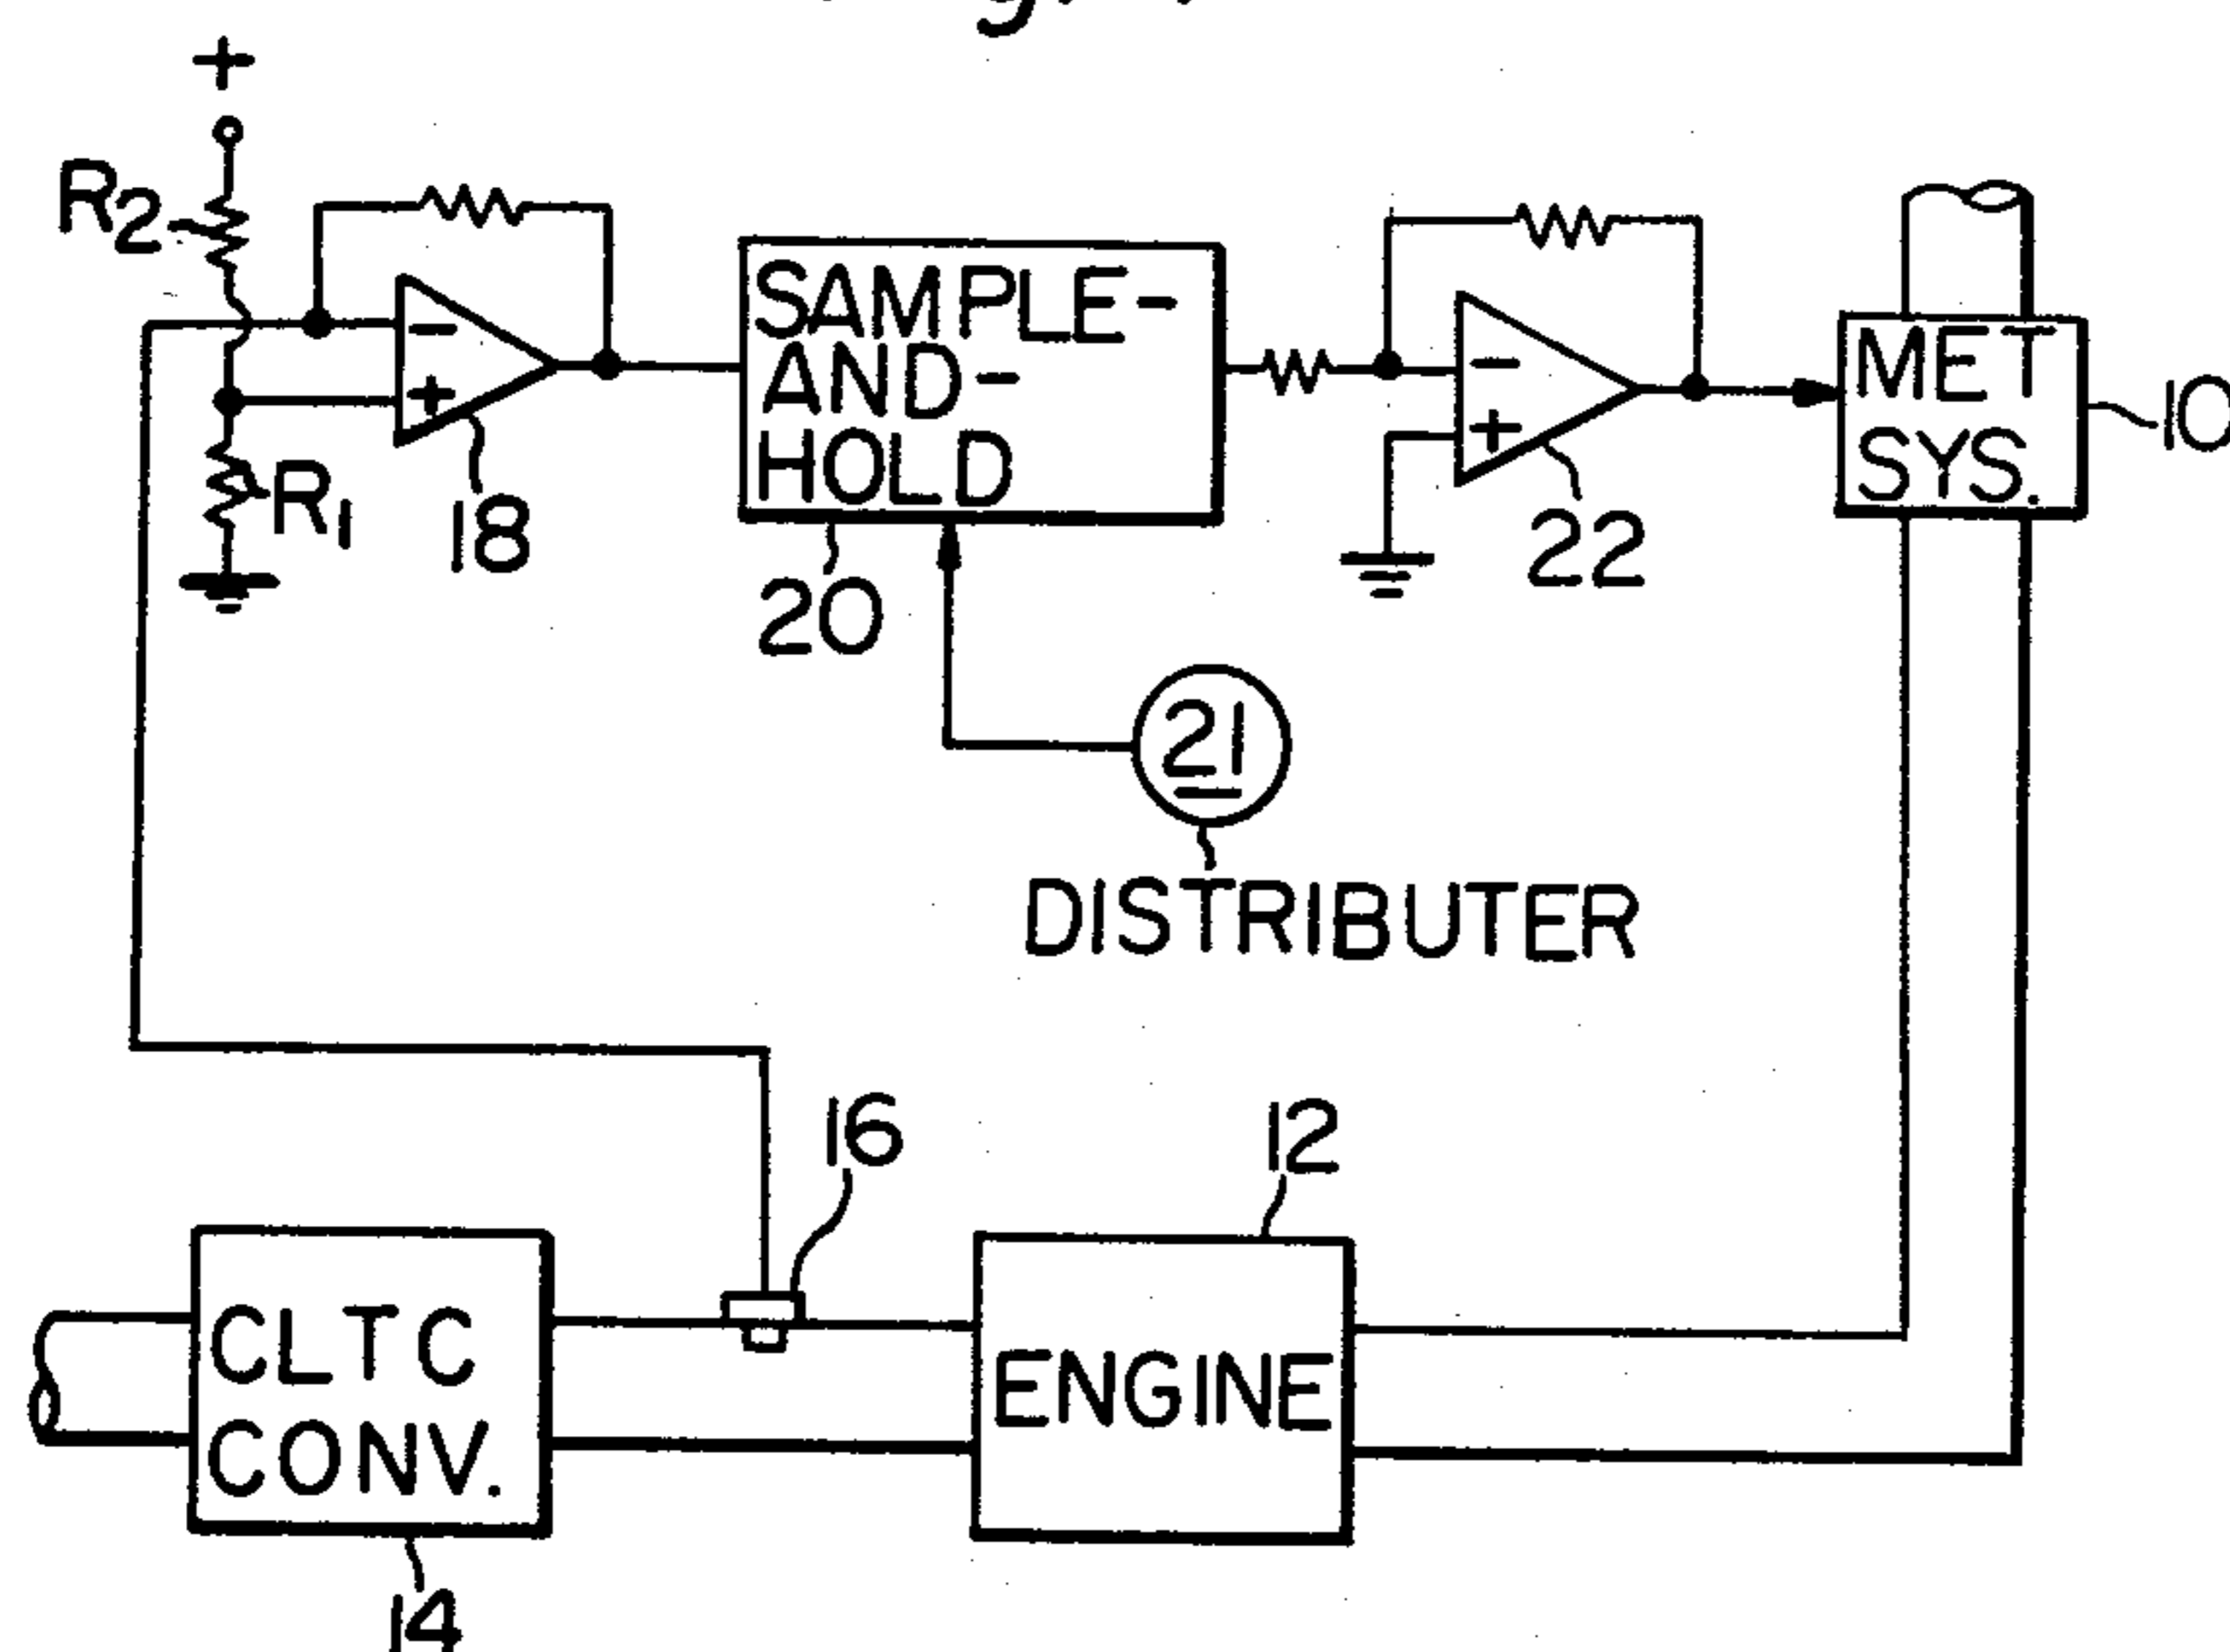 +
R2
R1
−
+
18
SAMPLE-
AND-
HOLD
20
−
+
22
MET
SYS.
10
21
DISTRIBUTER
16
12
CLTC
CONV.
ENGINE
14